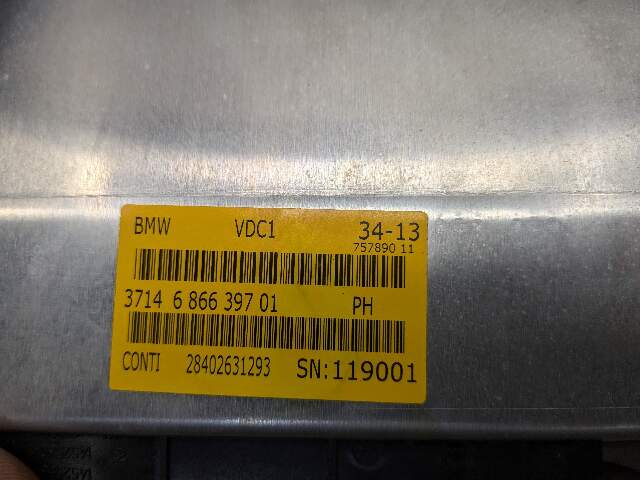 BMW VDC1 34-13
757890 11
3714 6 866 397 01 PH
CONTI 28402631293 SN:119001